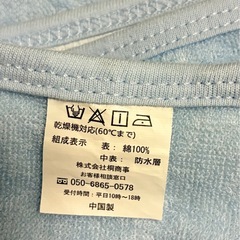 乾燥機対応(60℃まで)
組成表示 表: 綿100%
中表: 防水層
株式会社桐商事
お客様相談窓口
050-6865-0578
受付時間:平日10時〜18時
中国製